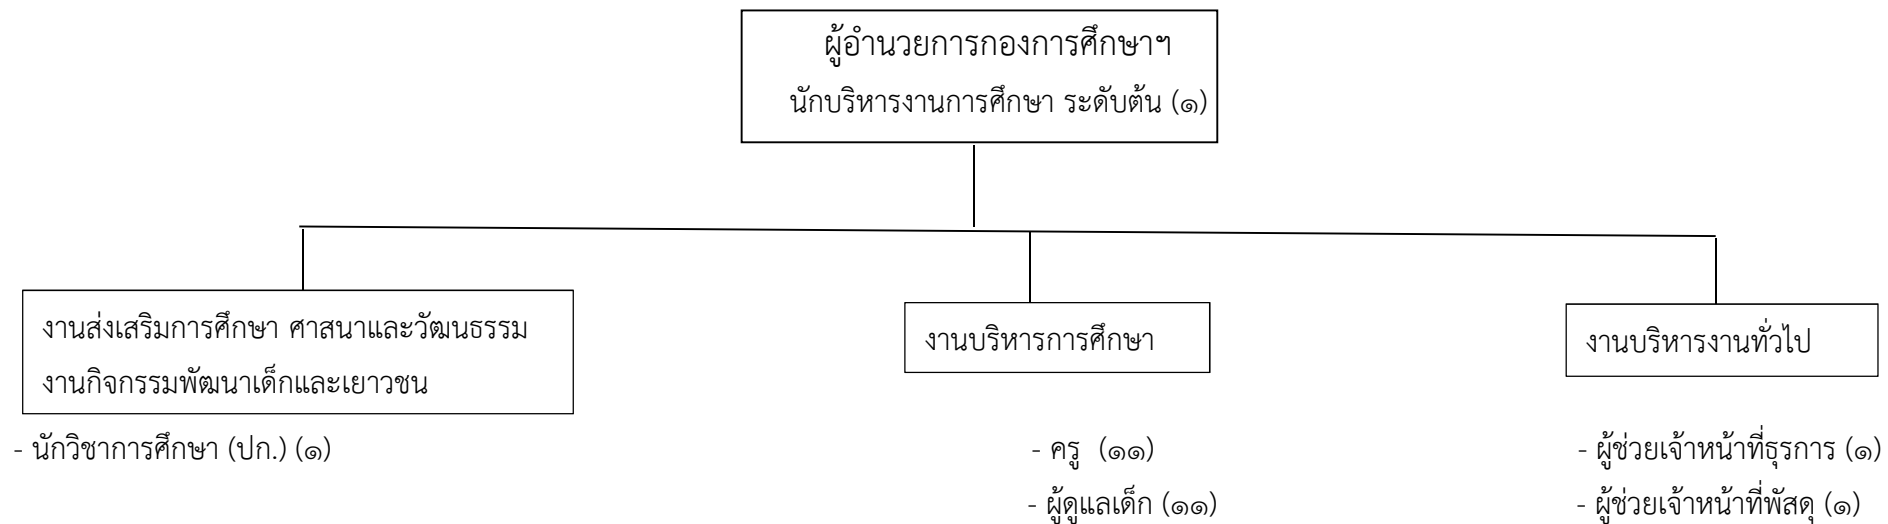 ผู้อำนวยการกองการศึกษาฯ
นักบริหารงานการศึกษา ระดับต้น (๑)
งานส่งเสริมการศึกษา ศาสนาและวัฒนธรรม
งานกิจกรรมพัฒนาเด็กและเยาวชน
- นักวิชาการศึกษา (ปก.) (๑)
งานบริหารการศึกษา
- ครู (๑๑)
- ผู้ดูแลเด็ก (๑๑)
งานบริหารงานทั่วไป
- ผู้ช่วยเจ้าหน้าที่ธุรการ (๑)
- ผู้ช่วยเจ้าหน้าที่พัสดุ (๑)